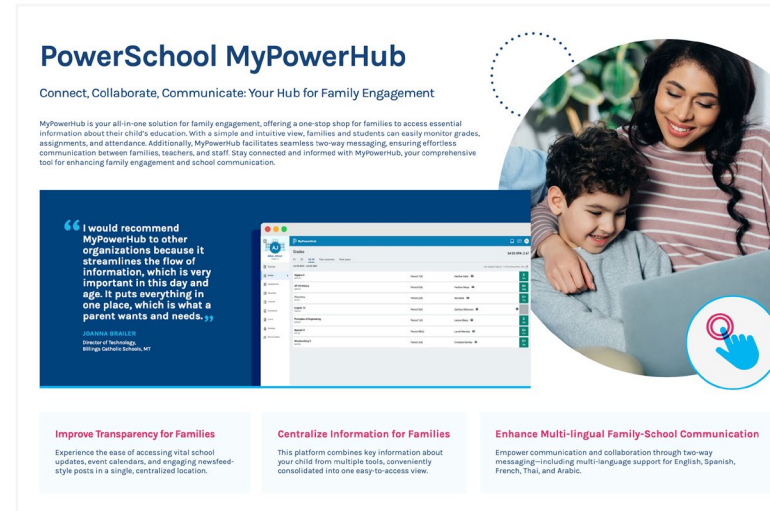 PowerSchool MyPowerHub
Connect, Collaborate, Communicate: Your Hub for Family Engagement
MyPowerHub is your all-in-one solution for family engagement, offering a one-stop shop for families to access essential
information about their child's education. With a simple and intuitive view, families and students can easily monitor grades,
assignments, and attendance. Additionally, MyPowerHub facilitates seamless two-way messaging, ensuring effortless
communication between families, teachers, and staff. Stay connected and informed with MyPowerHub, your comprehensive
tool for enhancing family engagement and school communication.
“I would recommend
MyPowerHub to other
organizations because it
streamlines the flow of
information, which is very
important in this day and
age. It puts everything in
one place, which is what a
parent wants and needs.”
JOANNA BRAILER
Director of Technology,
Billings Catholic Schools, MT
AJ
MyPowerHub
Grades
Improve Transparency for Families
Experience the ease of accessing vital school
updates, event calendars, and engaging newsfeed-
style posts in a single, centralized location.
Centralize Information for Families
This platform combines key information about
your child from multiple tools, conveniently
consolidated into one easy-to-access view.
Enhance Multi-lingual Family-School Communication
Empower communication and collaboration through two-way
messaging—including multi-language support for English, Spanish,
French, Thai, and Arabic.